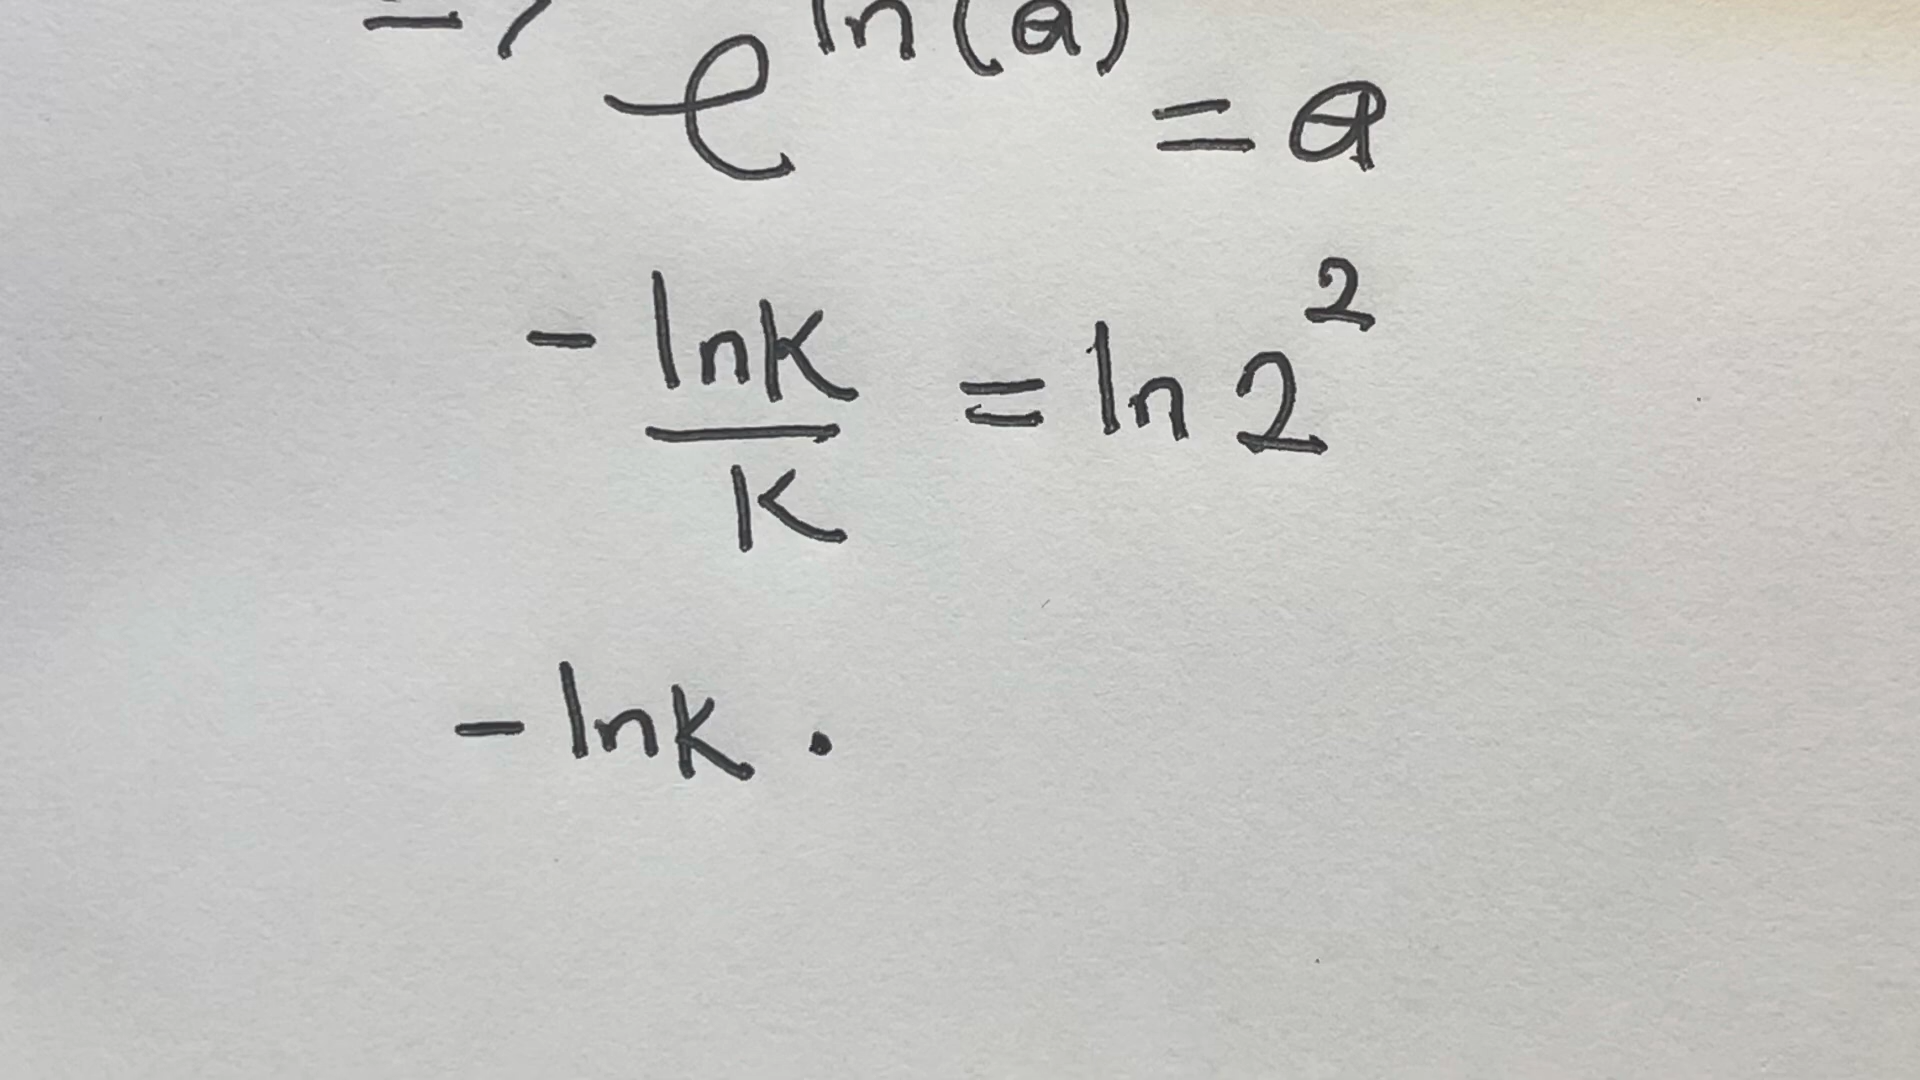 => e^ln(a) = a
- lnk/k = ln 2^2
- lnk .